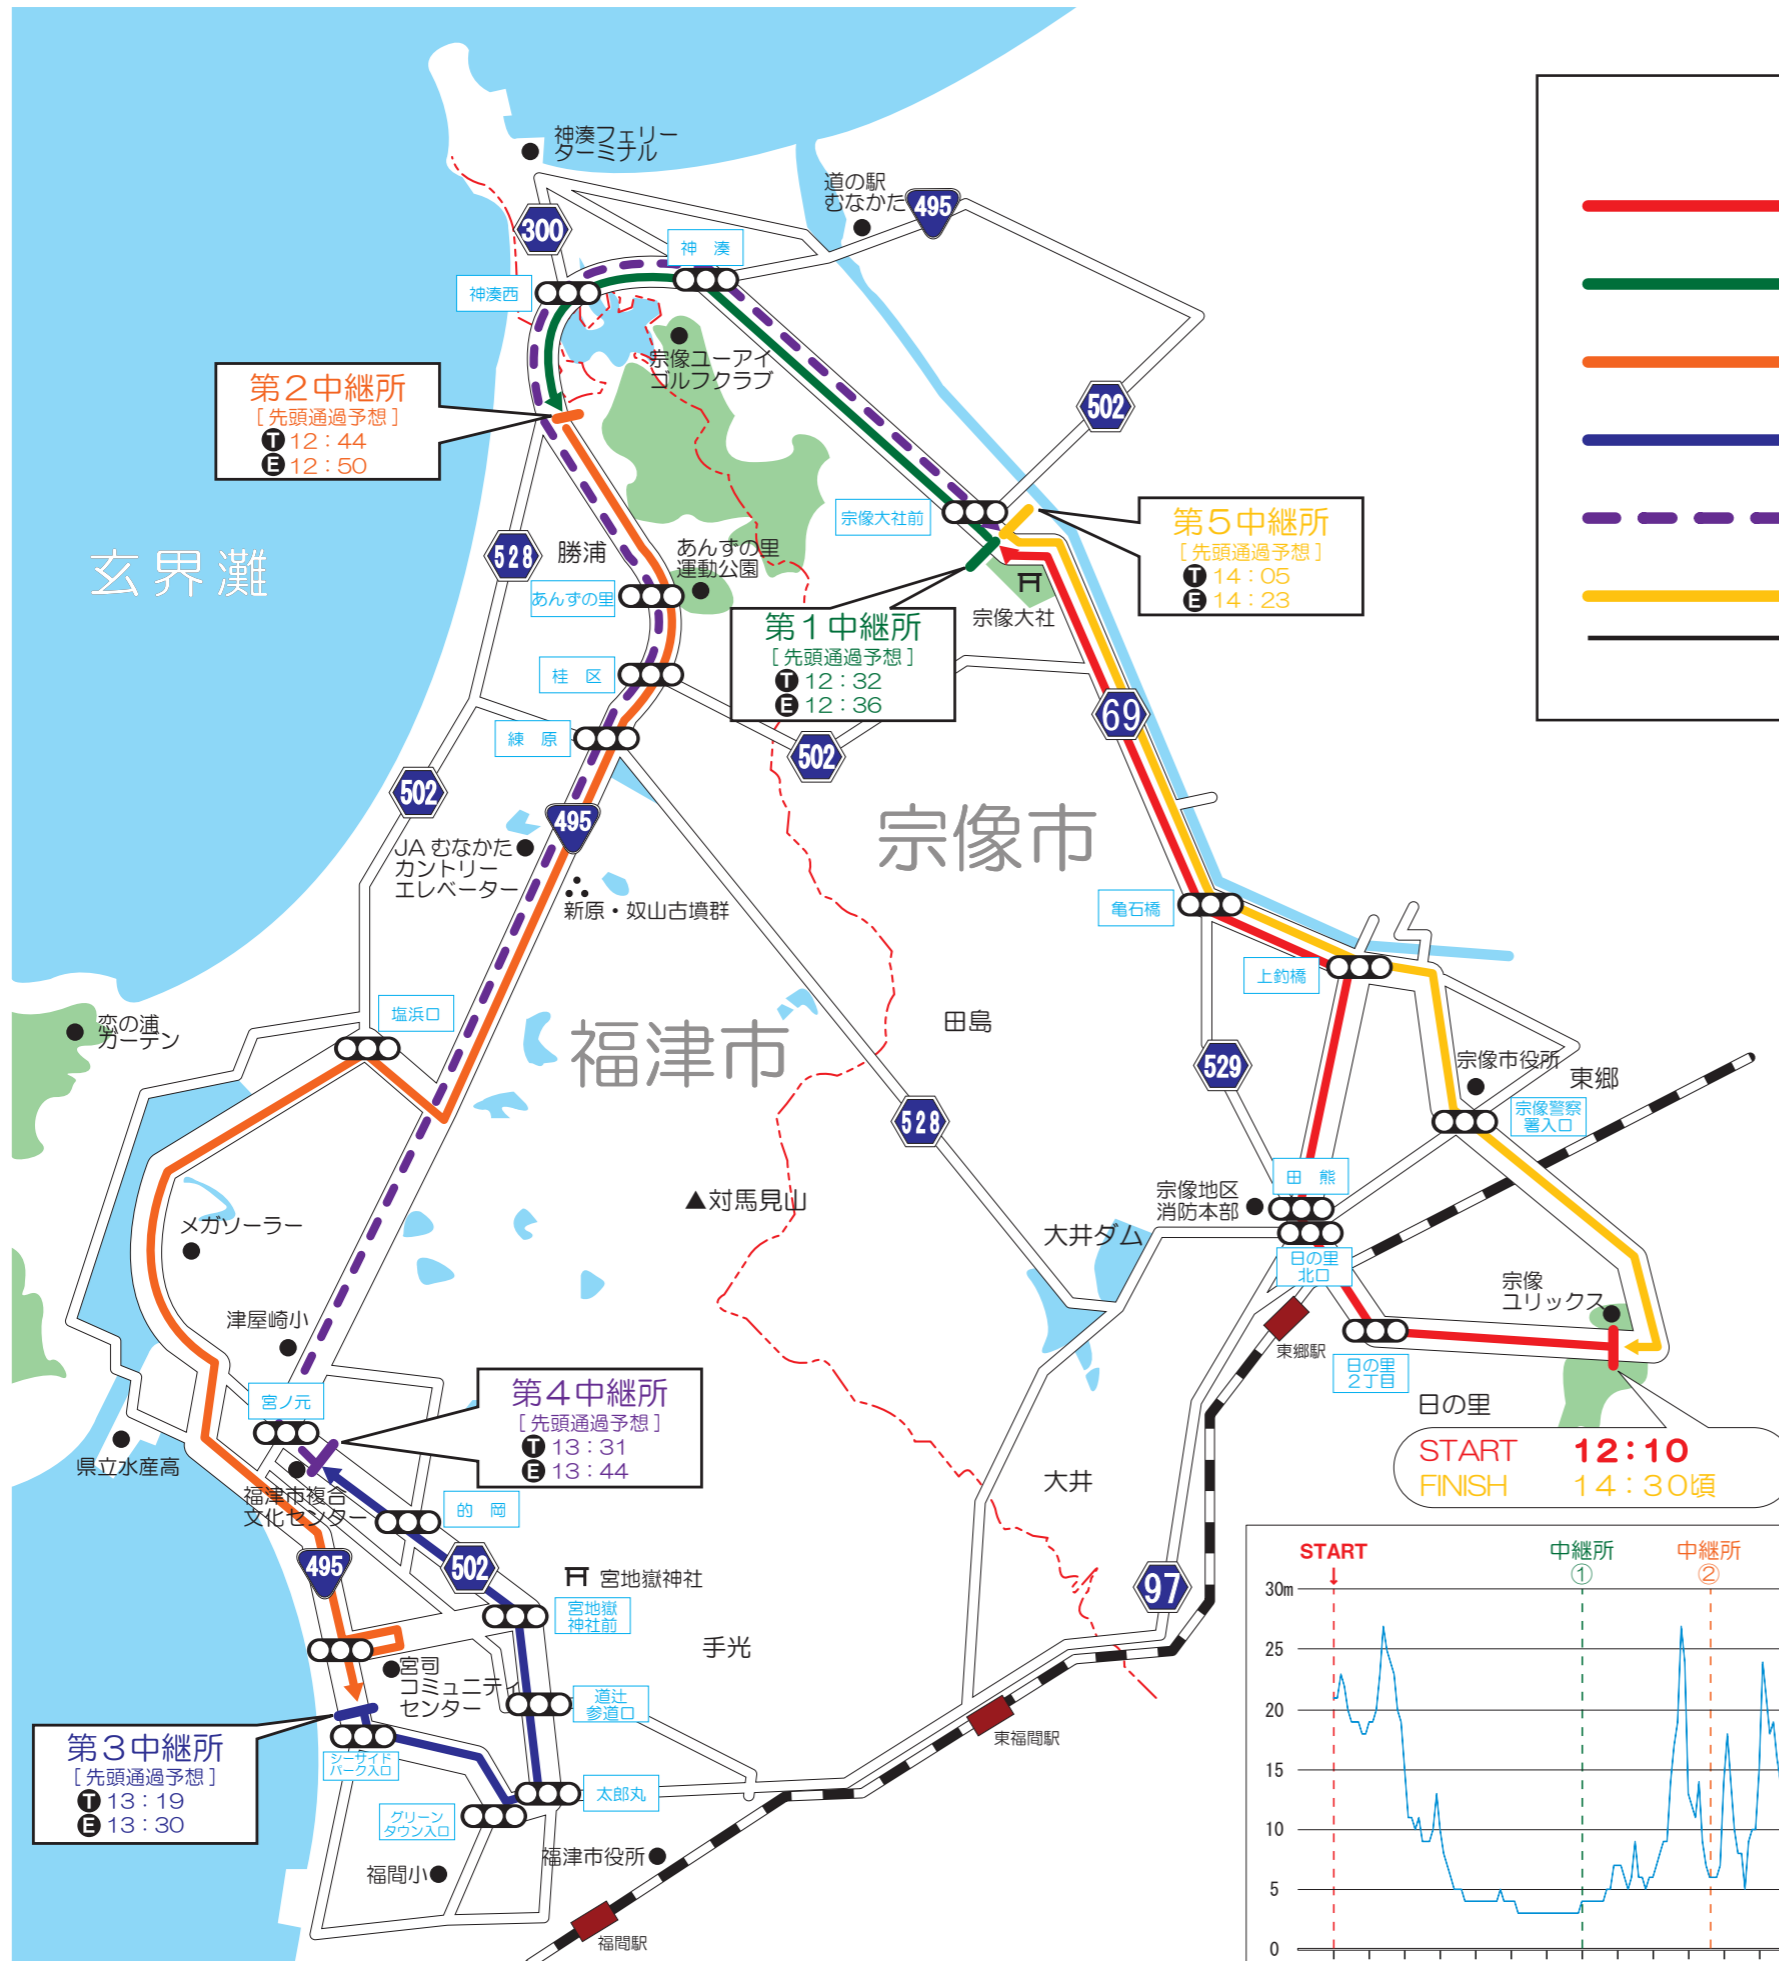 神湊フェリー
ターミナル
道の駅
むなかた
495
300
神 湊
神湊西
宗像ユーアイ
ゴルフクラブ
第2中継所
[先頭通過予想]
T 12:44
E 12:50
502
宗像大社前
第5中継所
[先頭通過予想]
T 14:05
E 14:23
玄界灘
528
勝浦
あんずの里
運動公園
あんずの里
宗像大社
第1中継所
[先頭通過予想]
T 12:32
E 12:36
桂 区
69
練 原
502
502
495
宗像市
JA むなかた
カントリー
エレベーター
新原・奴山古墳群
亀石橋
上釣橋
塩浜口
恋の浦
ガーデン
福津市
田島
529
宗像市役所
東郷
宗像警察
署入口
528
田 熊
▲対馬見山
宗像地区
消防本部
大井ダム
メガソーラー
日の里
北口
宗像
ユリックス
津屋崎小
東郷駅
日の里
2丁目
宮ノ元
第4中継所
[先頭通過予想]
T 13:31
E 13:44
日の里
START 12:10
FINISH 14:30頃
県立水産高
福津市複合
文化センター
的 岡
大井
495
502
宮地嶽神社
宮地嶽
神社前
97
手光
宮司
コミュニティ
センター
道辻
参道口
東福間駅
第3中継所
[先頭通過予想]
T 13:19
E 13:30
シーサイド
パーク入口
太郎丸
グリーン
タウン入口
福間小
福津市役所
福間駅
START
中継所
①
中継所
②
30m
25
20
15
10
5
0